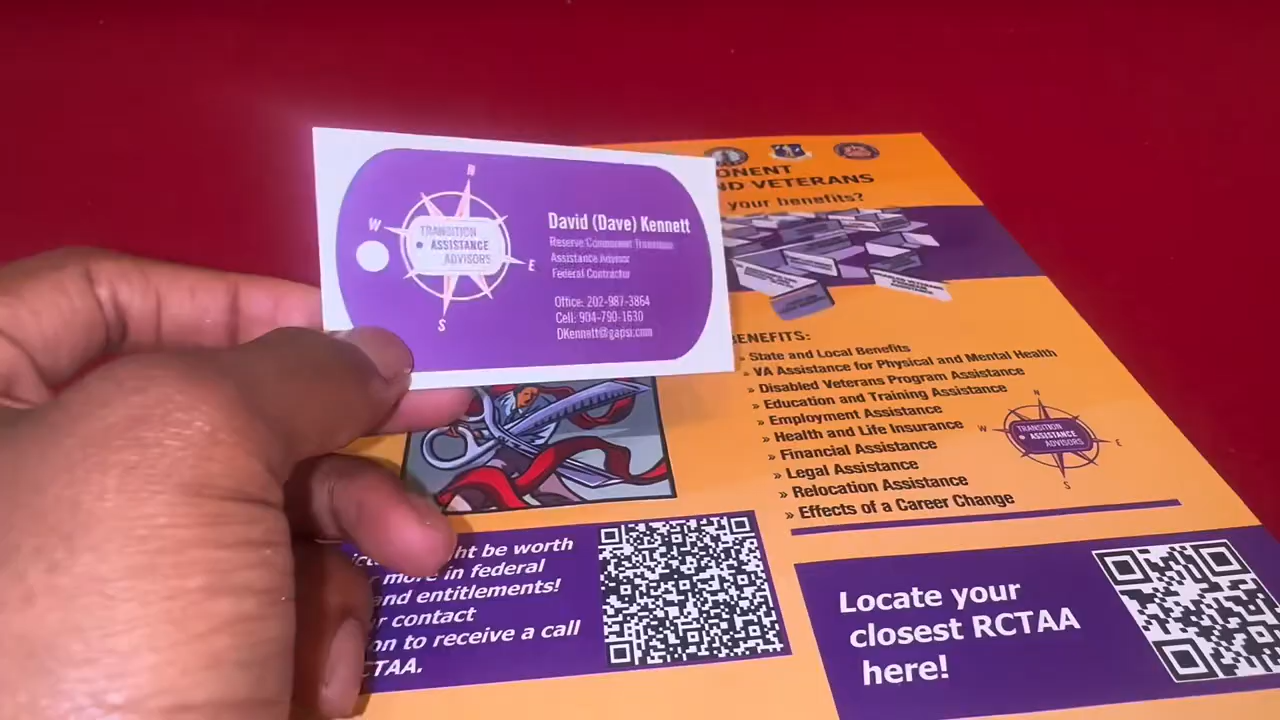 N
W
E
S
TRANSITION
ASSISTANCE
ADVISORS
David (Dave) Kennett
Reserve Component Transition
Assistance Advisor
Federal Contractor
Office: 202-987-3864
Cell: 904-790-1630
DKennett@gapsi.com
ONENT
ND VETERANS
your benefits?
BENEFITS:
» State and Local Benefits
» VA Assistance for Physical and Mental Health
» Disabled Veterans Program Assistance
» Education and Training Assistance
» Employment Assistance
» Health and Life Insurance
» Financial Assistance
» Legal Assistance
» Relocation Assistance
» Effects of a Career Change
N
W
E
S
TRANSITION
ASSISTANCE
ADVISORS
ht be worth
more in federal
and entitlements!
r contact
on to receive a call
CTAA.
Locate your
closest RCTAA
here!